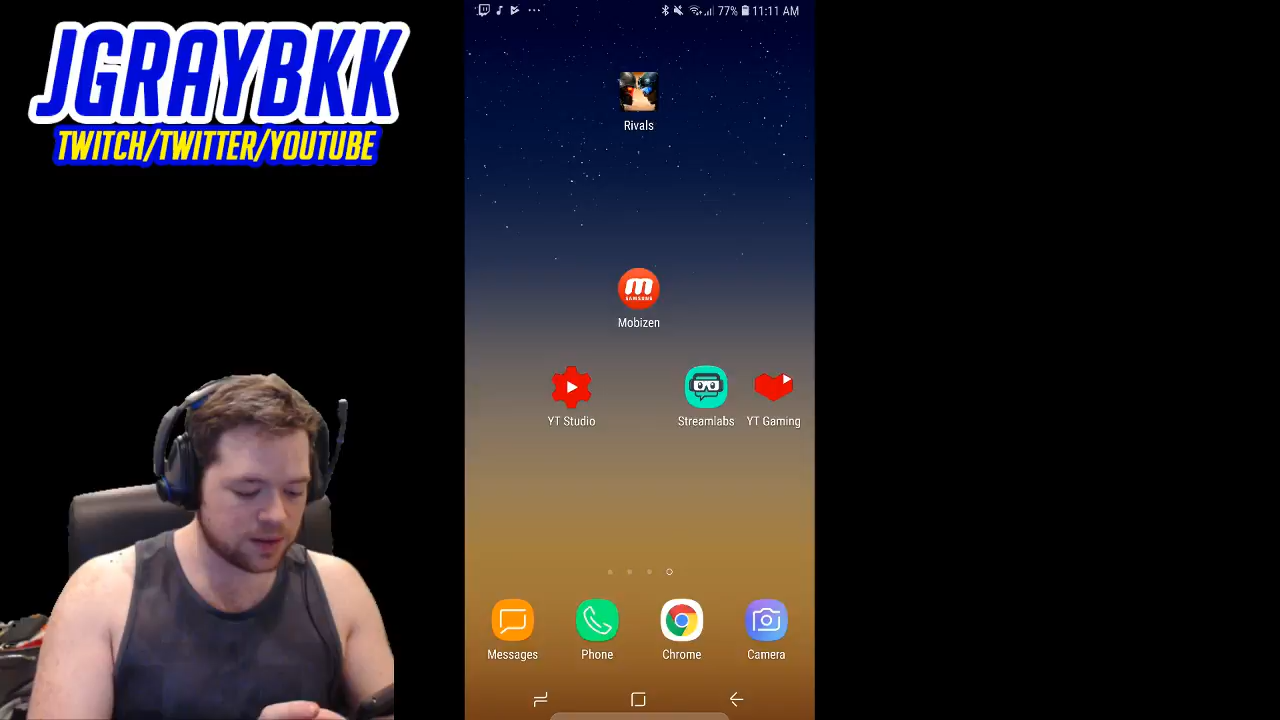 JGRAYBKK
TWITCH/TWITTER/YOUTUBE
77% 11:11 AM
Rivals
m
SAMSUNG
Mobizen
YT Studio
Streamlabs
YT Gaming
Messages
Phone
Chrome
Camera